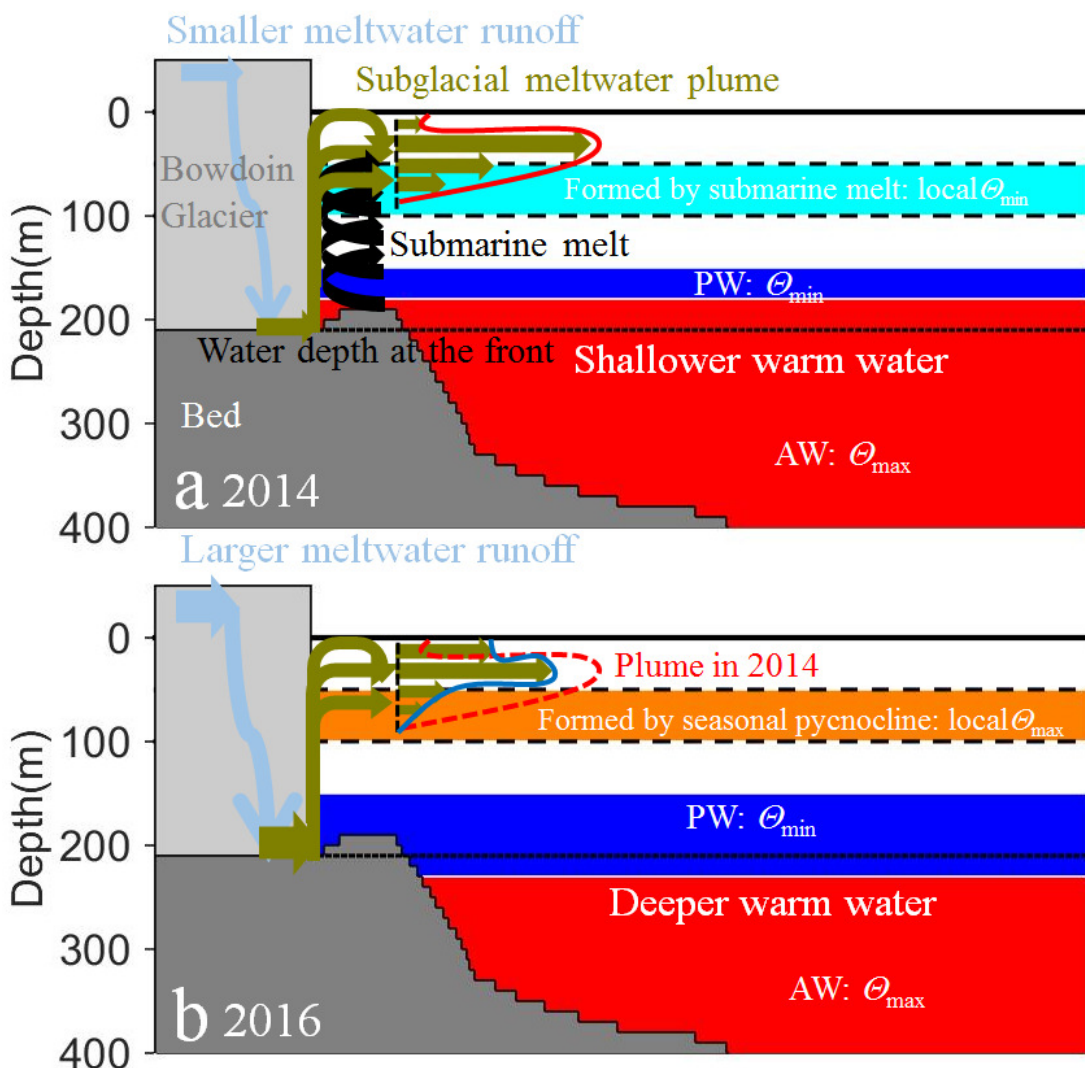 Smaller meltwater runoff
Subglacial meltwater plume
0
Bowdoin
Glacier
Formed by submarine melt: local Θmin
100
Submarine melt
PW: Θmin
200
Water depth at the front
Shallower warm water
Depth(m)
300
Bed
AW: Θmax
a 2014
400
Larger meltwater runoff
0
Plume in 2014
Formed by seasonal pycnocline: local Θmax
100
PW: Θmin
200
Deeper warm water
Depth(m)
300
AW: Θmax
b 2016
400